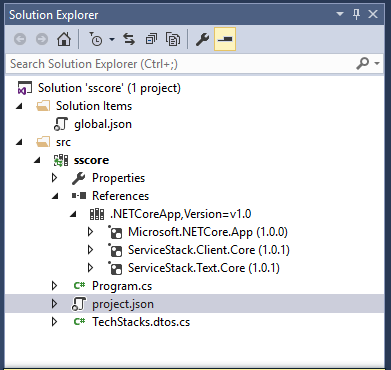 Solution Explorer
Search Solution Explorer (Ctrl+;)
Solution 'sscore' (1 project)
Solution Items
global.json
src
sscore
Properties
References
.NETCoreApp,Version=v1.0
Microsoft.NETCore.App (1.0.0)
ServiceStack.Client.Core (1.0.1)
ServiceStack.Text.Core (1.0.1)
C# Program.cs
project.json
C# TechStacks.dtos.cs